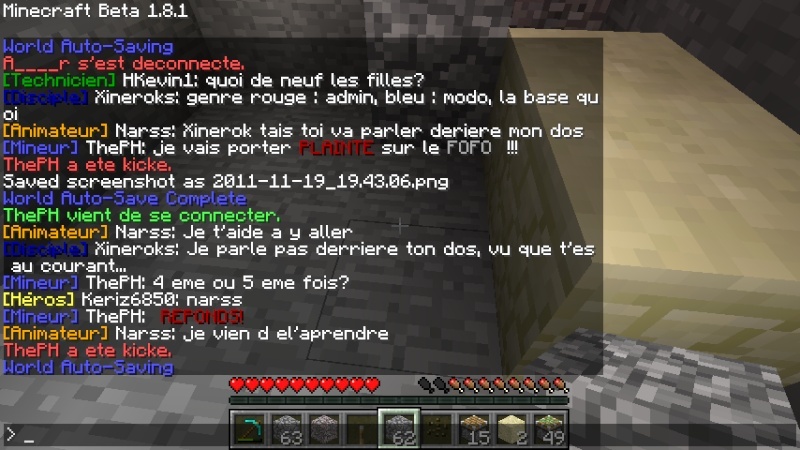 Minecraft Beta 1.8.1
World Auto-Saving
A____r s'est deconnecte.
[Technicien] HKevin1: quoi de neuf les filles?
[Disciple] Xineroks: genre rouge : admin, bleu : modo, la base qu
oi
[Animateur] Narss: Xinerok tais toi va parler deriere mon dos
[Mineur] ThePH: je vais porter PLAINTE sur le FOFO !!!
ThePH a ete kicke.
Saved screenshot as 2011-11-19_19.43.06.png
World Auto-Save Complete
ThePH vient de se connecter.
[Animateur] Narss: Je t'aide a y aller
[Disciple] Xineroks: Je parle pas derriere ton dos, vu que t'es
au courant...
[Mineur] ThePH: 4 eme ou 5 eme fois?
[Héros] Keriz6850: narss
[Mineur] ThePH: REPONDS!
[Animateur] Narss: je vien d el'aprendre
ThePH a ete kicke.
World Auto-Saving
63 62 15 2 49
> _